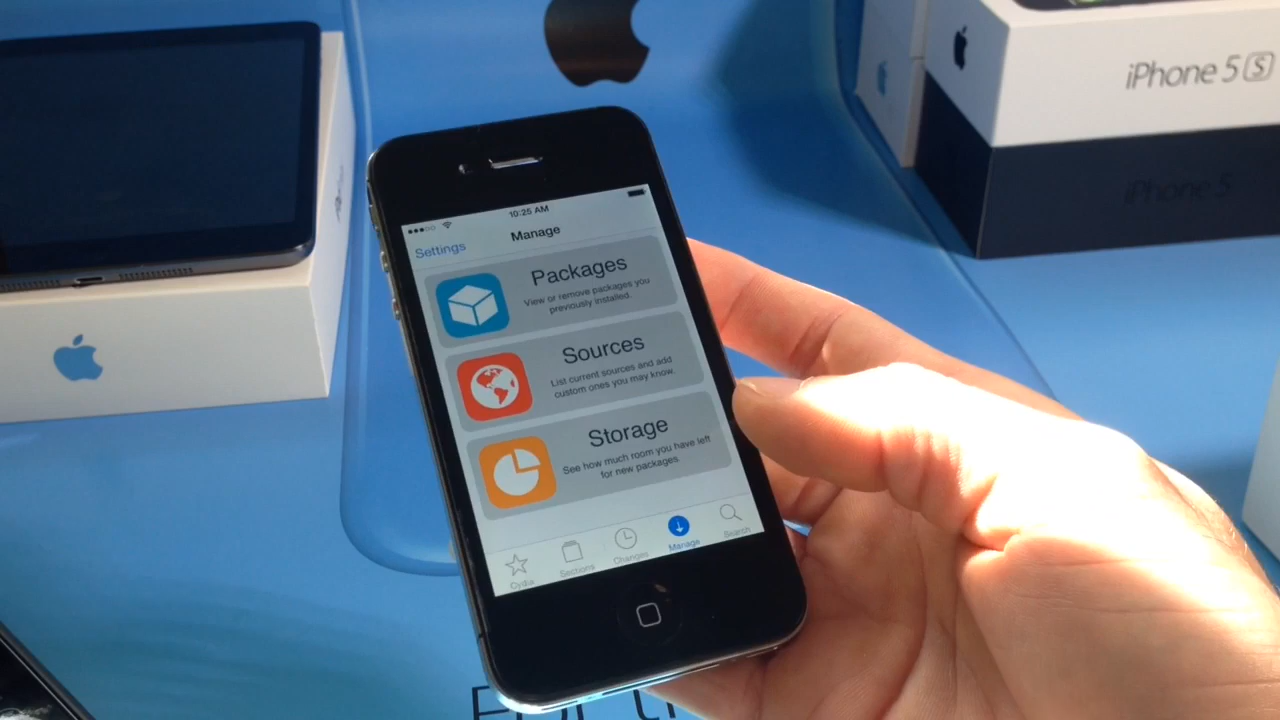 iPhone 5 S
iPhone 5
10:25 AM
Settings
Manage
Packages
View or remove packages you
previously installed.
Sources
List current sources and add
custom ones you may know.
Storage
See how much room you have left
for new packages.
Cydia
Sections
Changes
Manage
Search